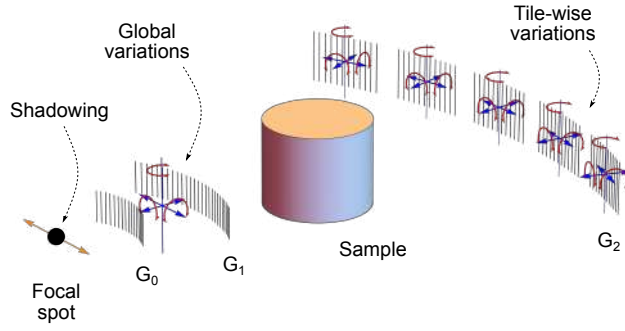 Global
variations
Tile-wise
variations
Shadowing
Sample
G₀
G₁
G₂
Focal
spot